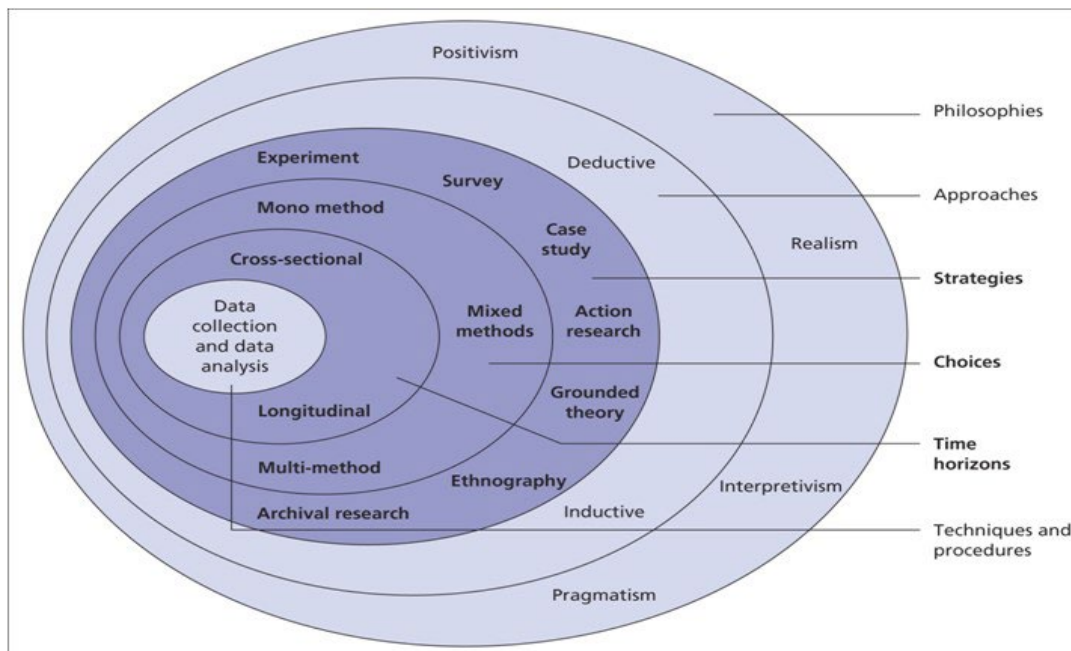 Positivism
Philosophies
Deductive
Approaches
Realism
Experiment
Survey
Mono method
Case
study
Strategies
Cross-sectional
Data
collection
and data
analysis
Mixed
methods
Action
research
Choices
Longitudinal
Grounded
theory
Time
horizons
Multi-method
Ethnography
Interpretivism
Archival research
Inductive
Techniques and
procedures
Pragmatism